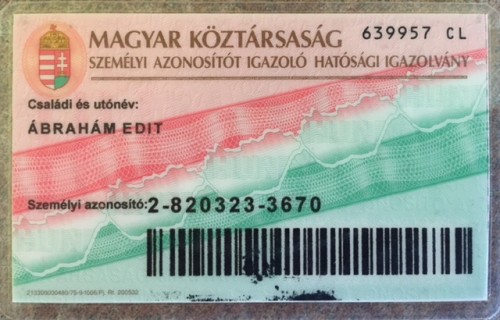 MAGYAR KÖZTÁRSASÁG 639957 CL
SZEMÉLYI AZONOSÍTÓT IGAZOLÓ HATÓSÁGI IGAZOLVÁNY
Családi és utónév:
ÁBRAHÁM EDIT
Személyi azonosító: 2-820323-3670